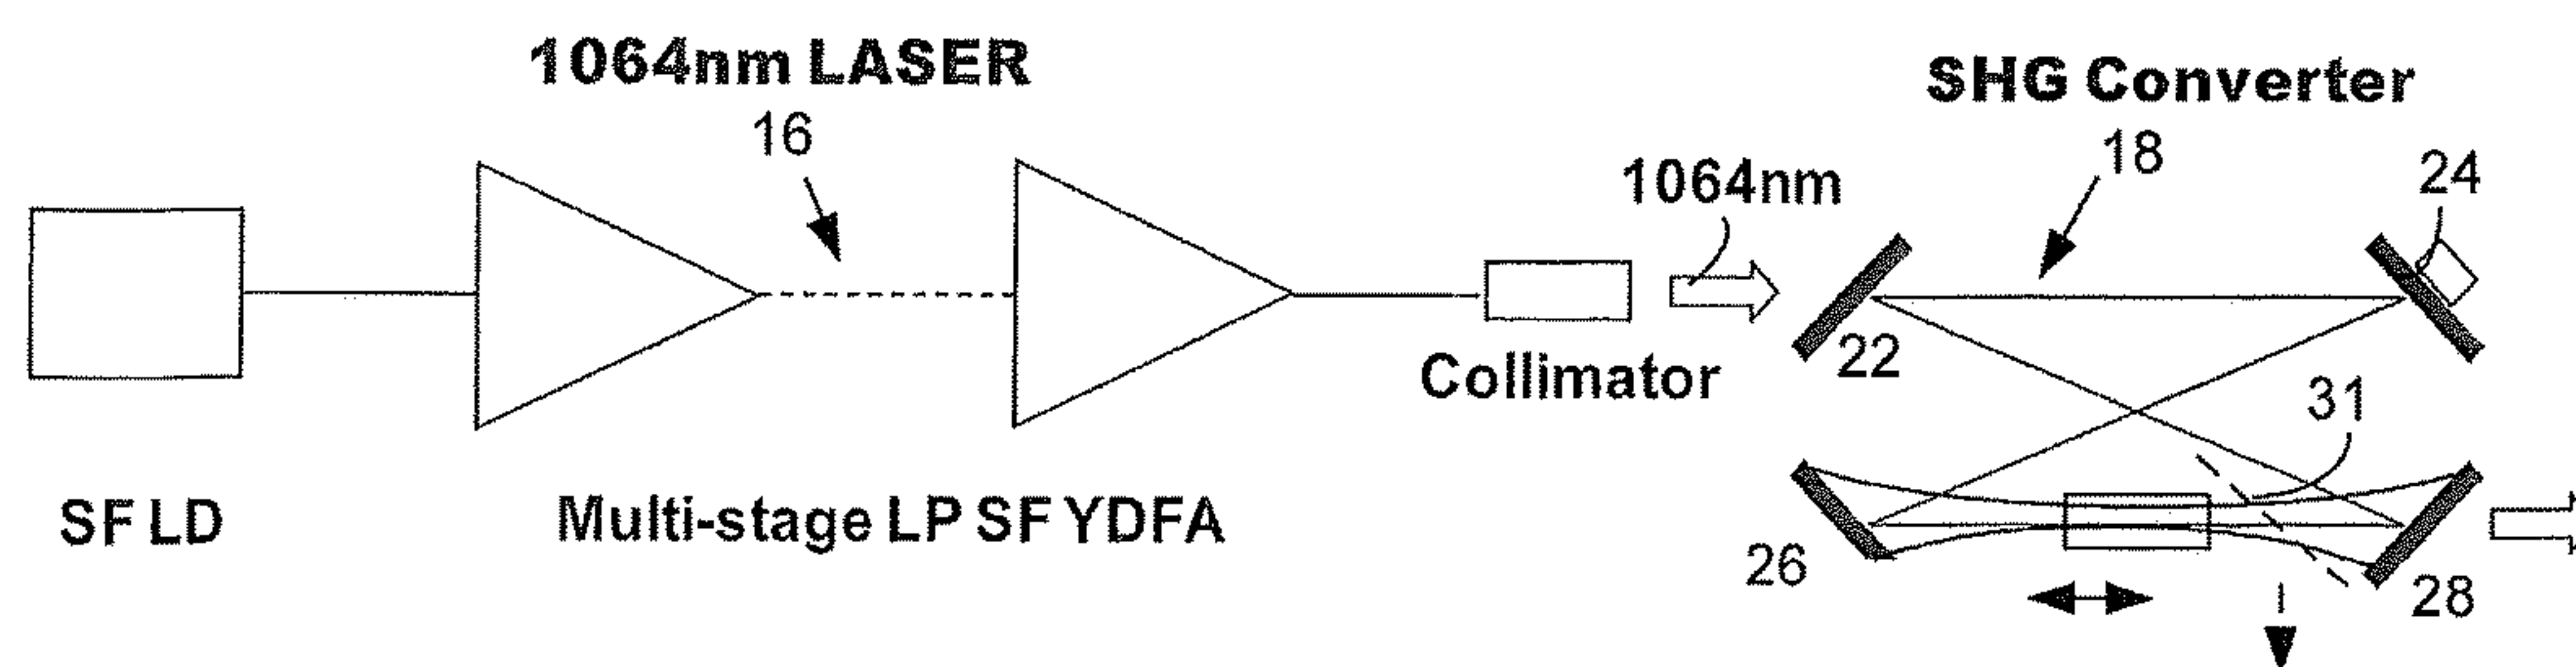 1064nm LASER
16
SHG Converter
18
1064nm
24
22
Collimator
31
SF LD
Multi-stage LP SF YDFA
26
28